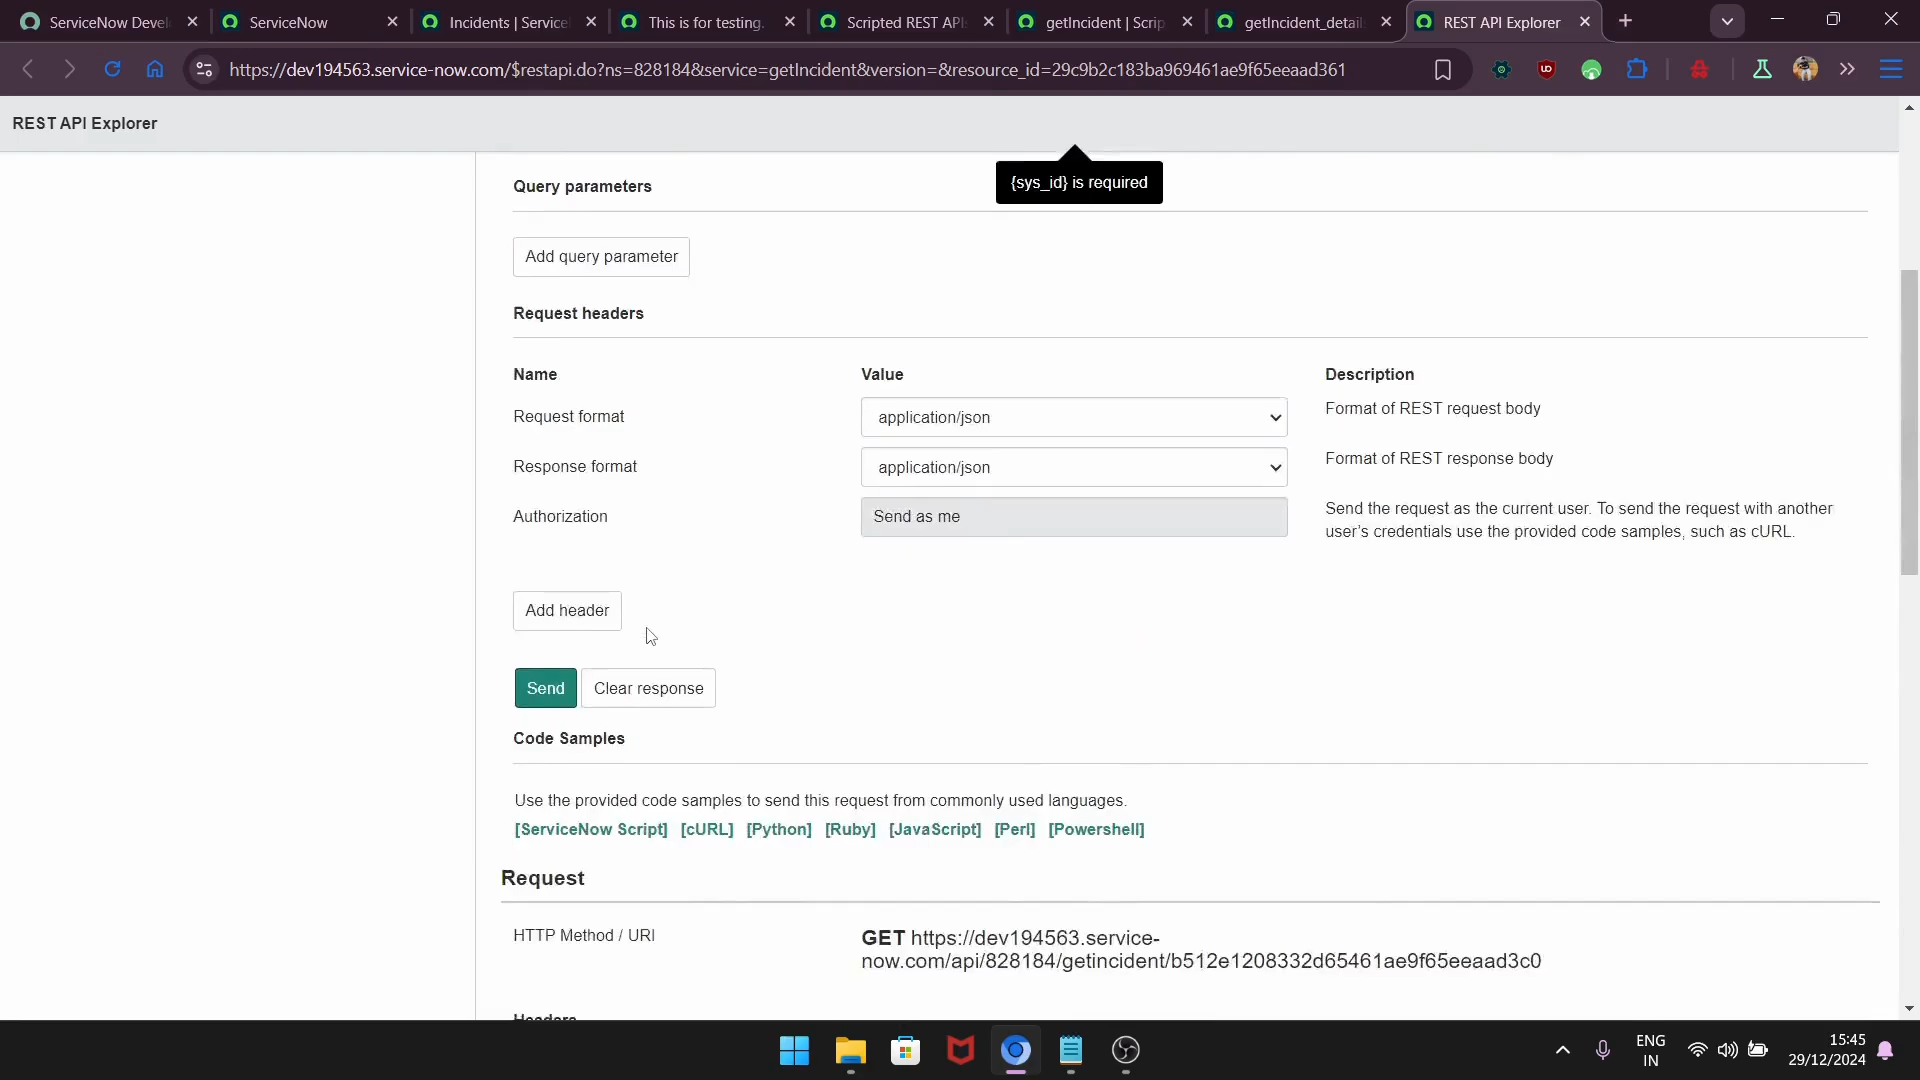 ServiceNow Devel
ServiceNow
Incidents | Service
This is for testing.
Scripted REST APIs
getIncident | Scrip
getIncident_detail
REST API Explorer
https://dev194563.service-now.com/$restapi.do?ns=828184&service=getIncident&version=&resource_id=29c9b2c183ba969461ae9f65eeaad361
REST API Explorer
{sys_id} is required
Query parameters
Add query parameter
Request headers
Name Value Description
Request format application/json Format of REST request body
Response format application/json Format of REST response body
Authorization Send as me Send the request as the current user. To send the request with another
user's credentials use the provided code samples, such as cURL.
Add header
Send Clear response
Code Samples
Use the provided code samples to send this request from commonly used languages.
[ServiceNow Script] [cURL] [Python] [Ruby] [JavaScript] [Perl] [Powershell]
Request
HTTP Method / URI GET https://dev194563.service-
now.com/api/828184/getincident/b512e1208332d65461ae9f65eeaad3c0
Headers
ENG
IN
15:45
29/12/2024